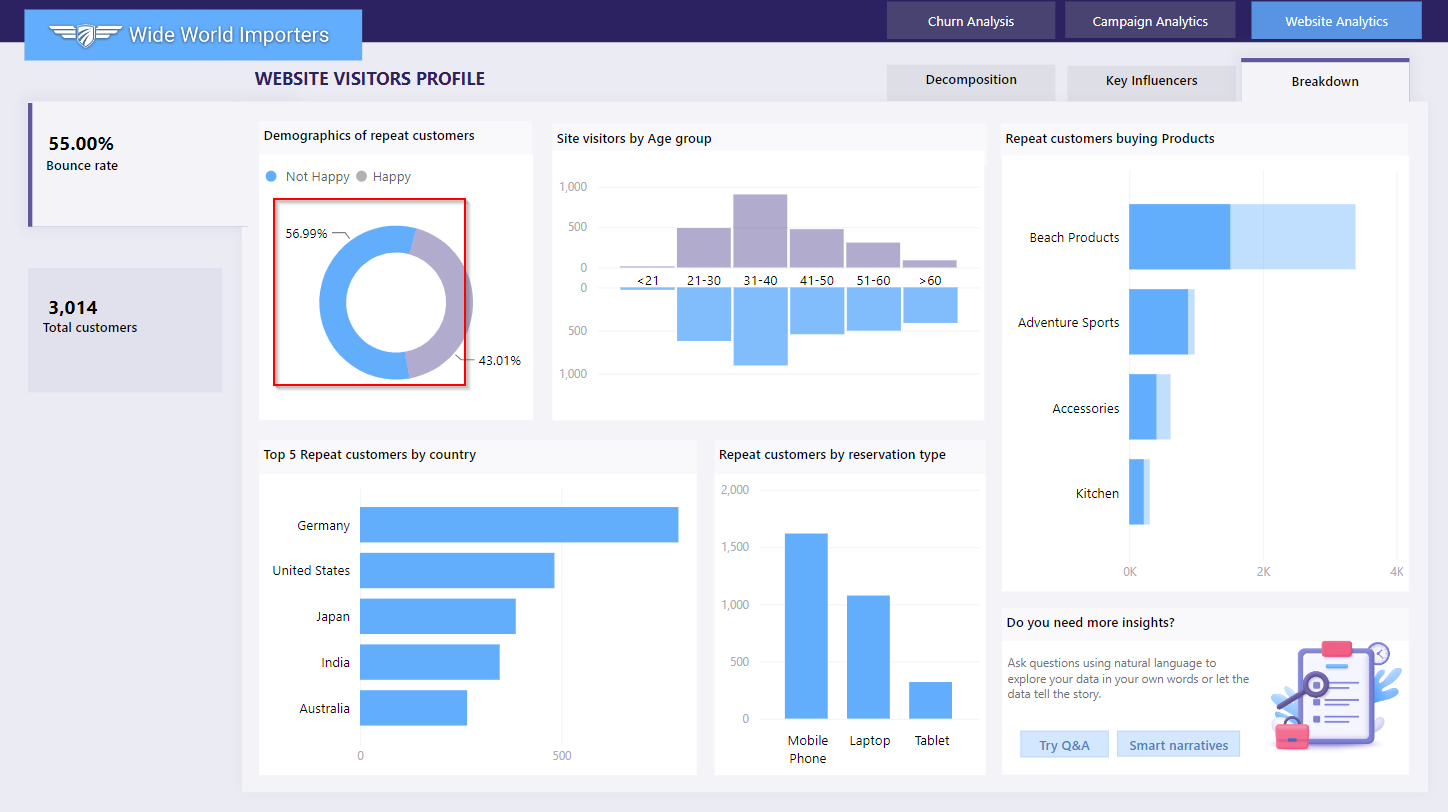 Wide World Importers
Churn Analysis
Campaign Analytics
Website Analytics
WEBSITE VISITORS PROFILE
Decomposition
Key Influencers
Breakdown
55.00%
Bounce rate
3,014
Total customers
Demographics of repeat customers
Not Happy
Happy
56.99%
43.01%
Site visitors by Age group
1,000
500
0
0
500
1,000
<21
21-30
31-40
41-50
51-60
>60
Repeat customers buying Products
Beach Products
Adventure Sports
Accessories
Kitchen
0K
2K
4K
Top 5 Repeat customers by country
Germany
United States
Japan
India
Australia
0
500
Repeat customers by reservation type
2,000
1,500
1,000
500
0
Mobile
Phone
Laptop
Tablet
Do you need more insights?
Ask questions using natural language to
explore your data in your own words or let the
data tell the story.
Try Q&A
Smart narratives